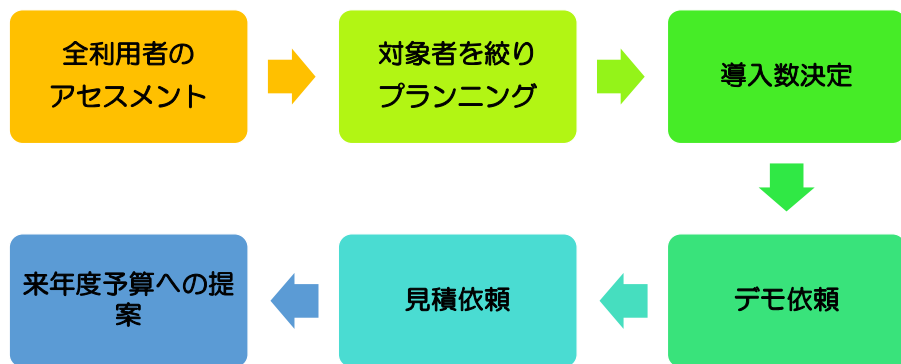 全利用者の
アセスメント
対象者を絞り
プランニング
導入数決定
デモ依頼
見積依頼
来年度予算への提
案